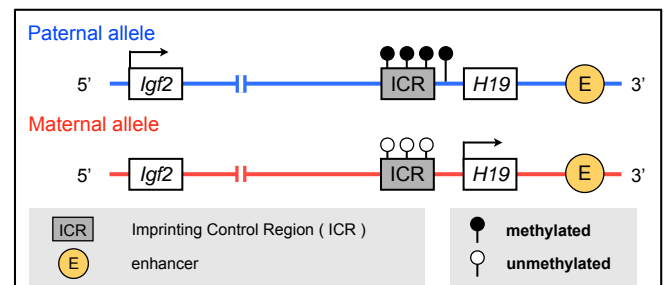 Paternal allele
5’ Igf2 ICR H19 E 3’
Maternal allele
5’ Igf2 ICR H19 E 3’
ICR Imprinting Control Region ( ICR )
E enhancer
methylated
unmethylated